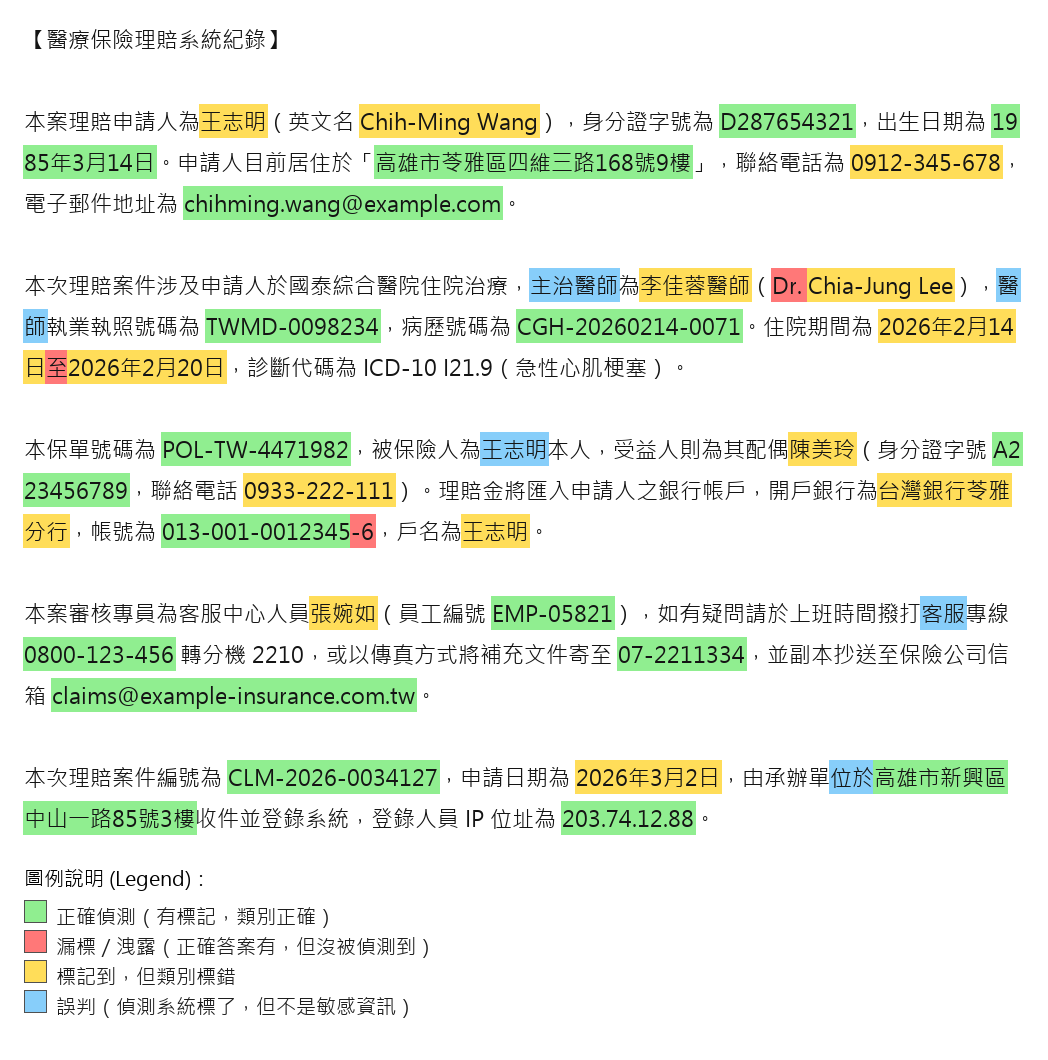 【醫療保險理賠系統紀錄】
本案理賠申請人為王志明（英文名 Chih-Ming Wang），身分證字號為 D287654321，出生日期為 19
85年3月14日。申請人目前居住於「高雄市苓雅區四維三路168號9樓」，聯絡電話為 0912-345-678，
電子郵件地址為 chihming.wang@example.com。
本次理賠案件涉及申請人於國泰綜合醫院住院治療，主治醫師為李佳蓉醫師（Dr. Chia-Jung Lee），醫
師執業執照號碼為 TWMD-0098234，病歷號碼為 CGH-20260214-0071。住院期間為 2026年2月14
日至2026年2月20日，診斷代碼為 ICD-10 I21.9（急性心肌梗塞）。
本保單號碼為 POL-TW-4471982，被保險人為王志明本人，受益人則為其配偶陳美玲（身分證字號 A2
23456789，聯絡電話 0933-222-111）。理賠金將匯入申請人之銀行帳戶，開戶銀行為台灣銀行苓雅
分行，帳號為 013-001-0012345-6，戶名為王志明。
本案審核專員為客服中心人員張婉如（員工編號 EMP-05821），如有疑問請於上班時間撥打客服專線
0800-123-456 轉分機 2210，或以傳真方式將補充文件寄至 07-2211334，並副本抄送至保險公司信
箱 claims@example-insurance.com.tw。
本次理賠案件編號為 CLM-2026-0034127，申請日期為 2026年3月2日，由承辦單位於高雄市新興區
中山一路85號3樓收件並登錄系統，登錄人員 IP 位址為 203.74.12.88。
圖例說明 (Legend)：
正確偵測（有標記，類別正確）
漏標 / 洩露（正確答案有，但沒被偵測到）
標記到，但類別標錯
誤判（偵測系統標了，但不是敏感資訊）